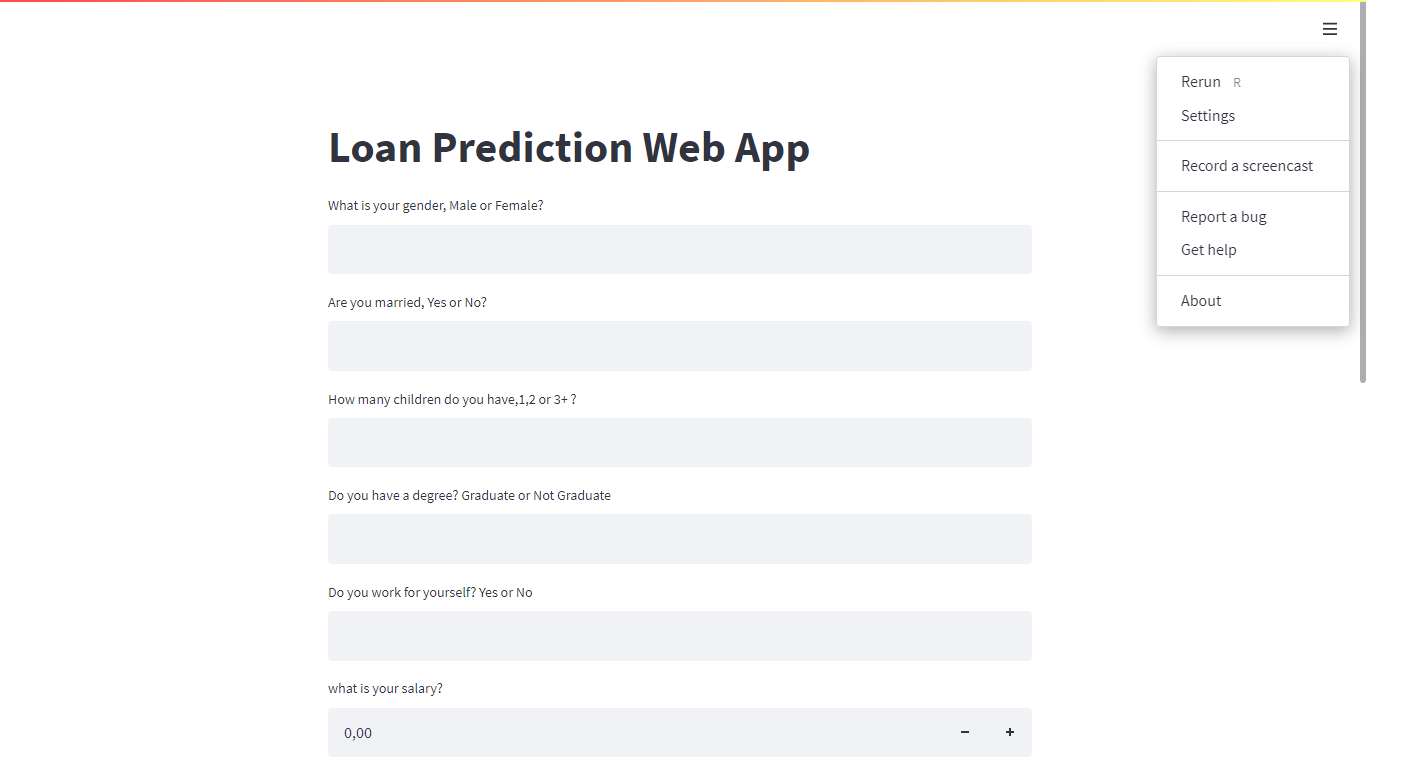 Rerun R
Settings
Record a screencast
Report a bug
Get help
About
Loan Prediction Web App
What is your gender, Male or Female?
Are you married, Yes or No?
How many children do you have,1,2 or 3+ ?
Do you have a degree? Graduate or Not Graduate
Do you work for yourself? Yes or No
what is your salary?
0,00